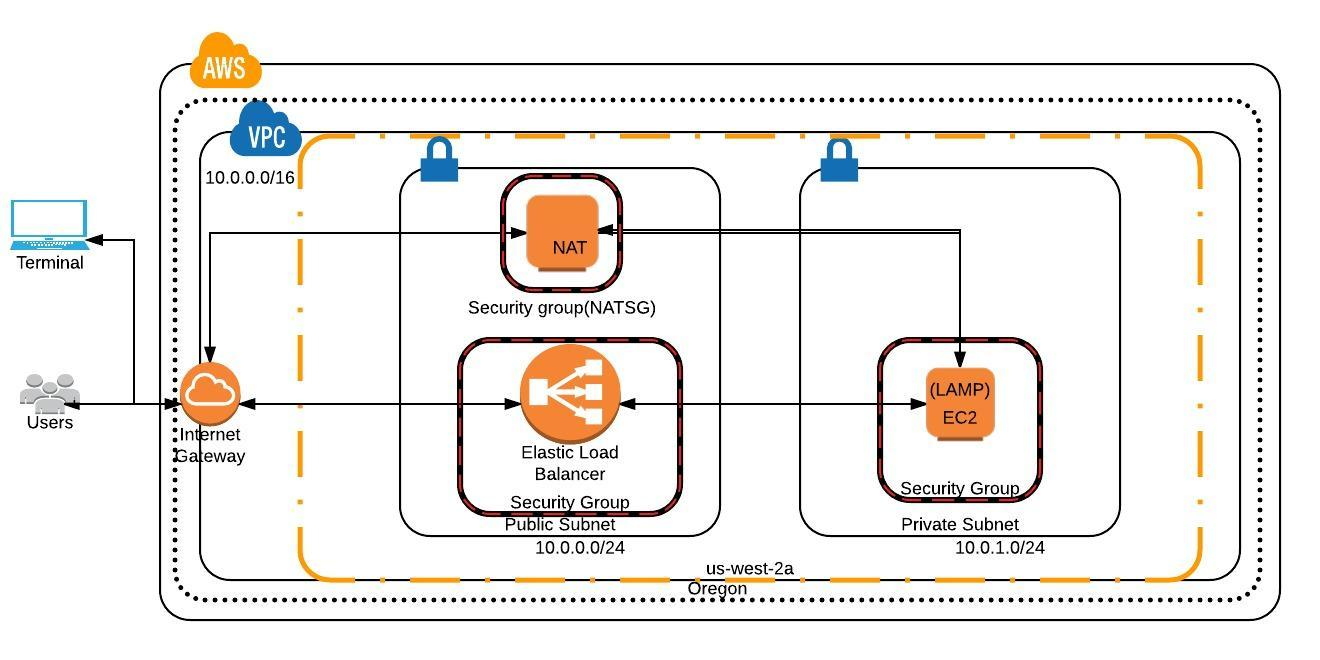 AWS
VPC
10.0.0.0/16
Terminal
Users
Internet
Gateway
NAT
Security group(NATSG)
Elastic Load
Balancer
Security Group
Public Subnet
10.0.0.0/24
(LAMP)
EC2
Security Group
Private Subnet
10.0.1.0/24
us-west-2a
Oregon